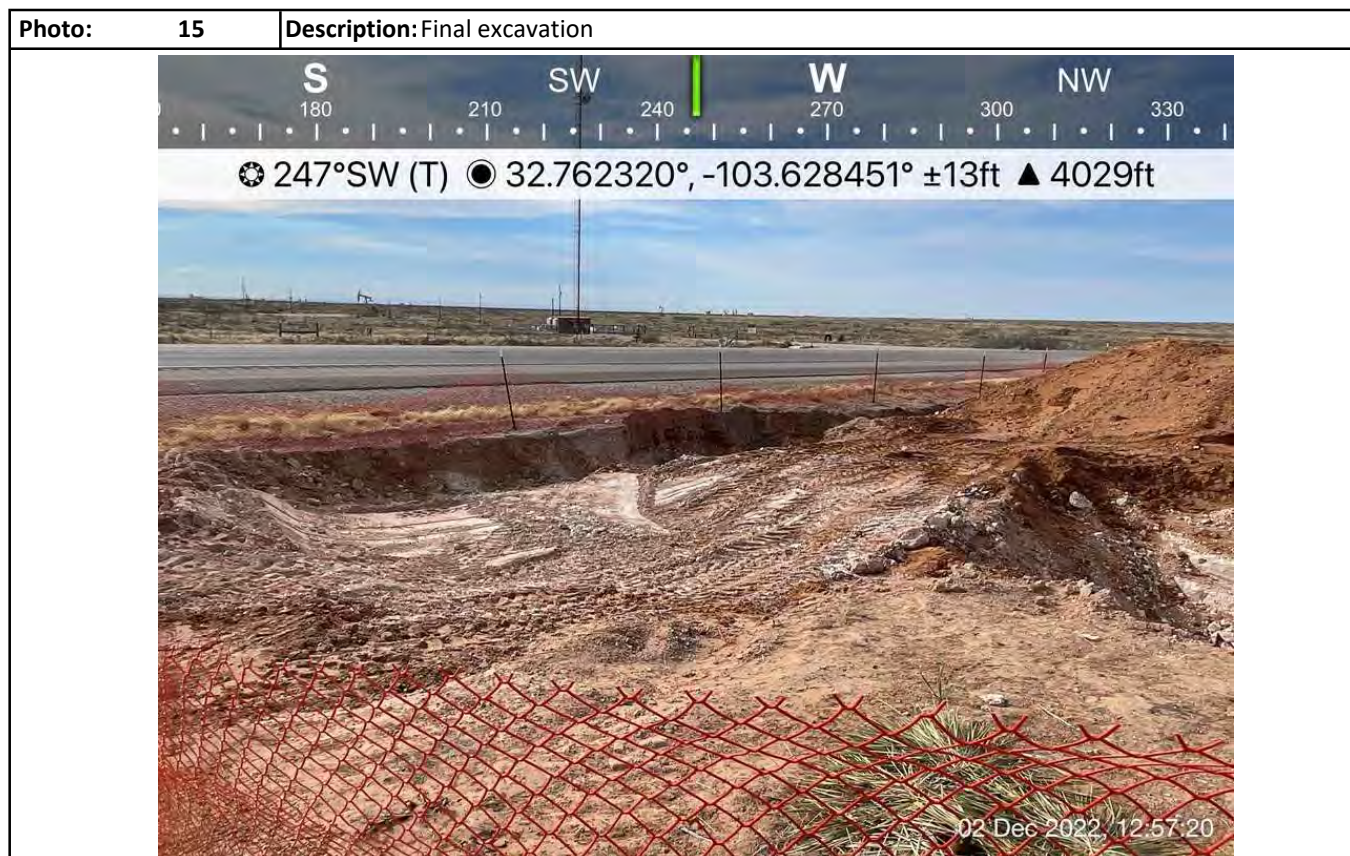 Photo: 15 Description: Final excavation
S SW W NW
180 210 240 270 300 330
247°SW (T) 32.762320°, -103.628451° ±13ft ▲ 4029ft
02 Dec 2022, 12:57:20